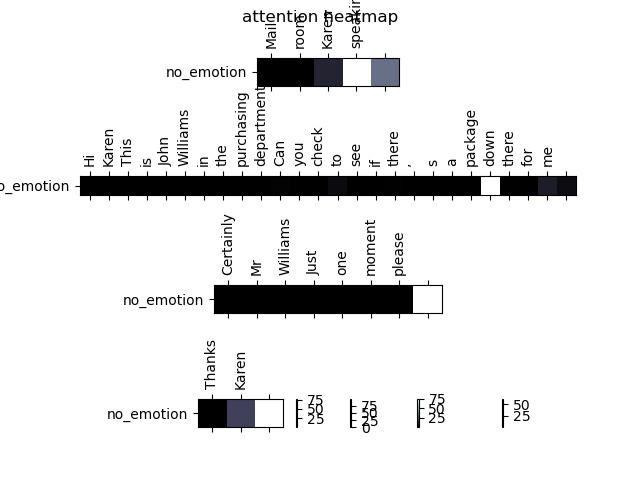 attention heatmap
Mail room Karen speaking
no_emotion
Hi Karen This is John Williams in the purchasing department Can you check to see if there , s a package down there for me
no_emotion
Certainly Mr Williams Just one moment please
no_emotion
Thanks Karen
no_emotion
75 50 25
75 50 25 0
75 50 25
50 25